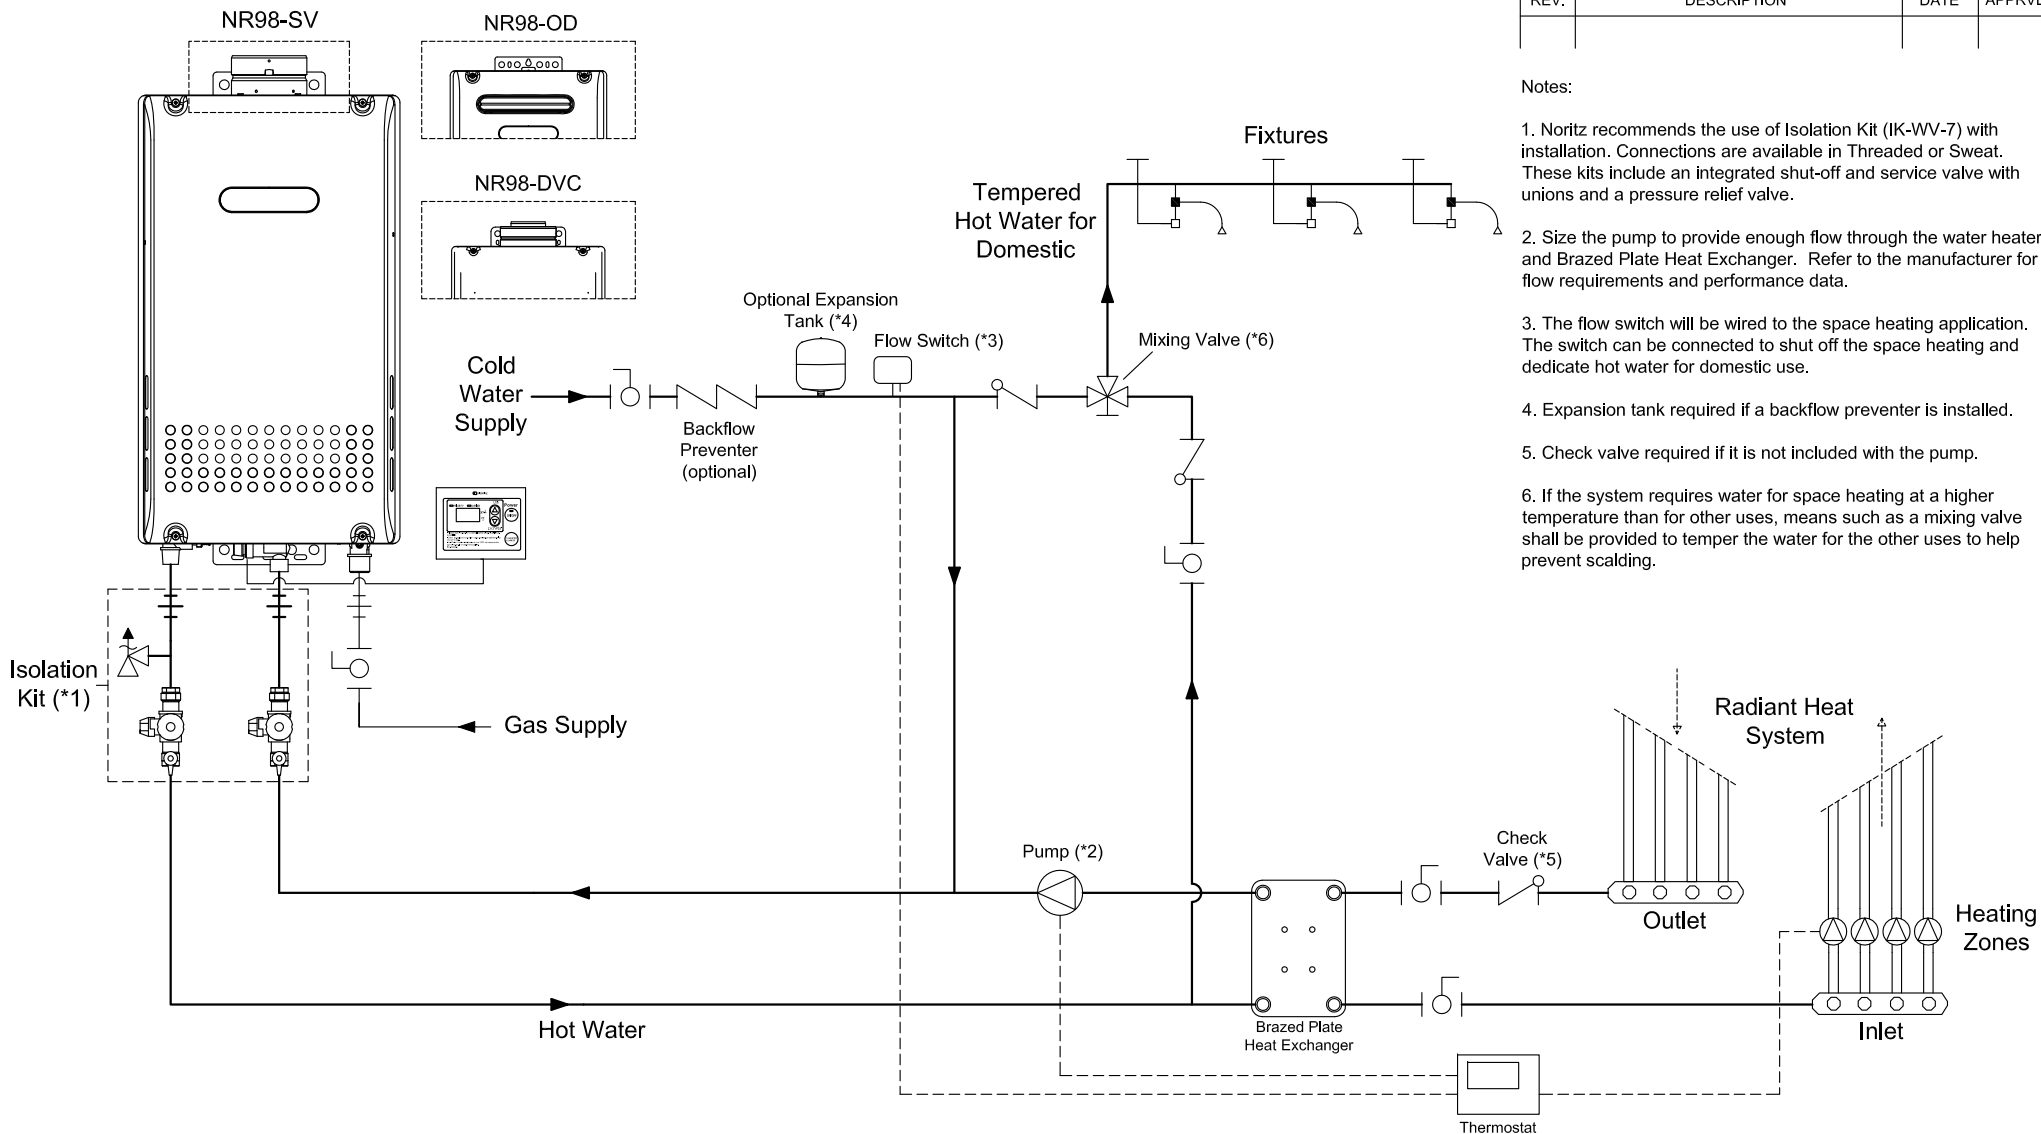 REV.
DESCRIPTION
DATE
APPRVD
NR98-SV
NR98-OD
NR98-DVC
Notes:
1. Noritz recommends the use of Isolation Kit (IK-WV-7) with
installation. Connections are available in Threaded or Sweat.
These kits include an integrated shut-off and service valve with
unions and a pressure relief valve.
2. Size the pump to provide enough flow through the water heater
and Brazed Plate Heat Exchanger. Refer to the manufacturer for
flow requirements and performance data.
3. The flow switch will be wired to the space heating application.
The switch can be connected to shut off the space heating and
dedicate hot water for domestic use.
4. Expansion tank required if a backflow preventer is installed.
5. Check valve required if it is not included with the pump.
6. If the system requires water for space heating at a higher
temperature than for other uses, means such as a mixing valve
shall be provided to temper the water for the other uses to help
prevent scalding.
Fixtures
Tempered
Hot Water for
Domestic
Optional Expansion
Tank (*4)
Flow Switch (*3)
Mixing Valve (*6)
Cold
Water
Supply
Backflow
Preventer
(optional)
Isolation
Kit (*1)
Gas Supply
Radiant Heat
System
Pump (*2)
Check
Valve (*5)
Outlet
Heating
Zones
Hot Water
Brazed Plate
Heat Exchanger
Inlet
Thermostat